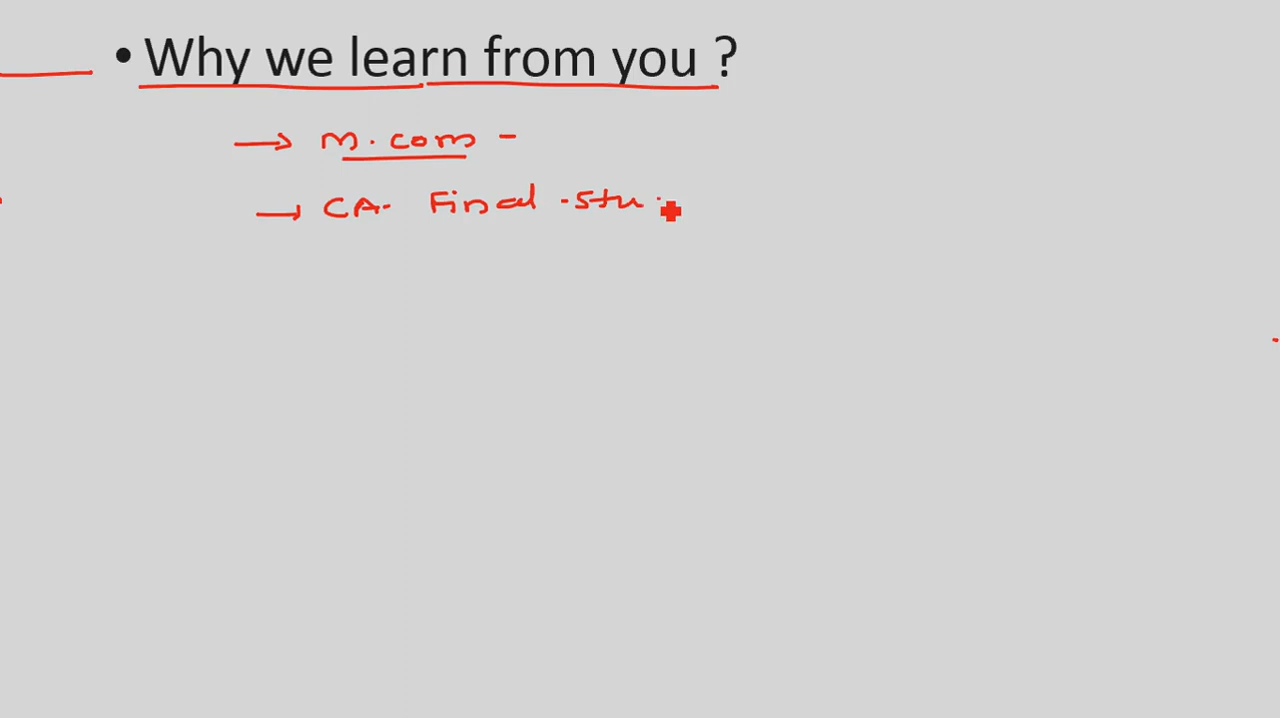 • Why we learn from you ?
→ M.com -
→ CA. Final - Stu